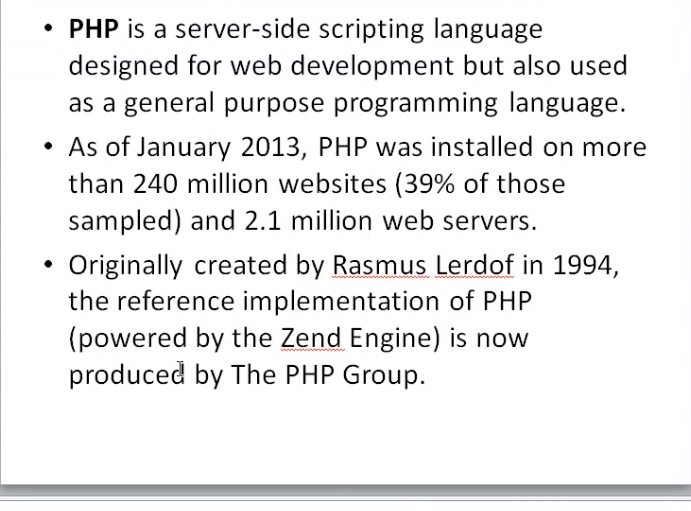 • PHP is a server-side scripting language
designed for web development but also used
as a general purpose programming language.
• As of January 2013, PHP was installed on more
than 240 million websites (39% of those
sampled) and 2.1 million web servers.
• Originally created by Rasmus Lerdof in 1994,
the reference implementation of PHP
(powered by the Zend Engine) is now
produced by The PHP Group.